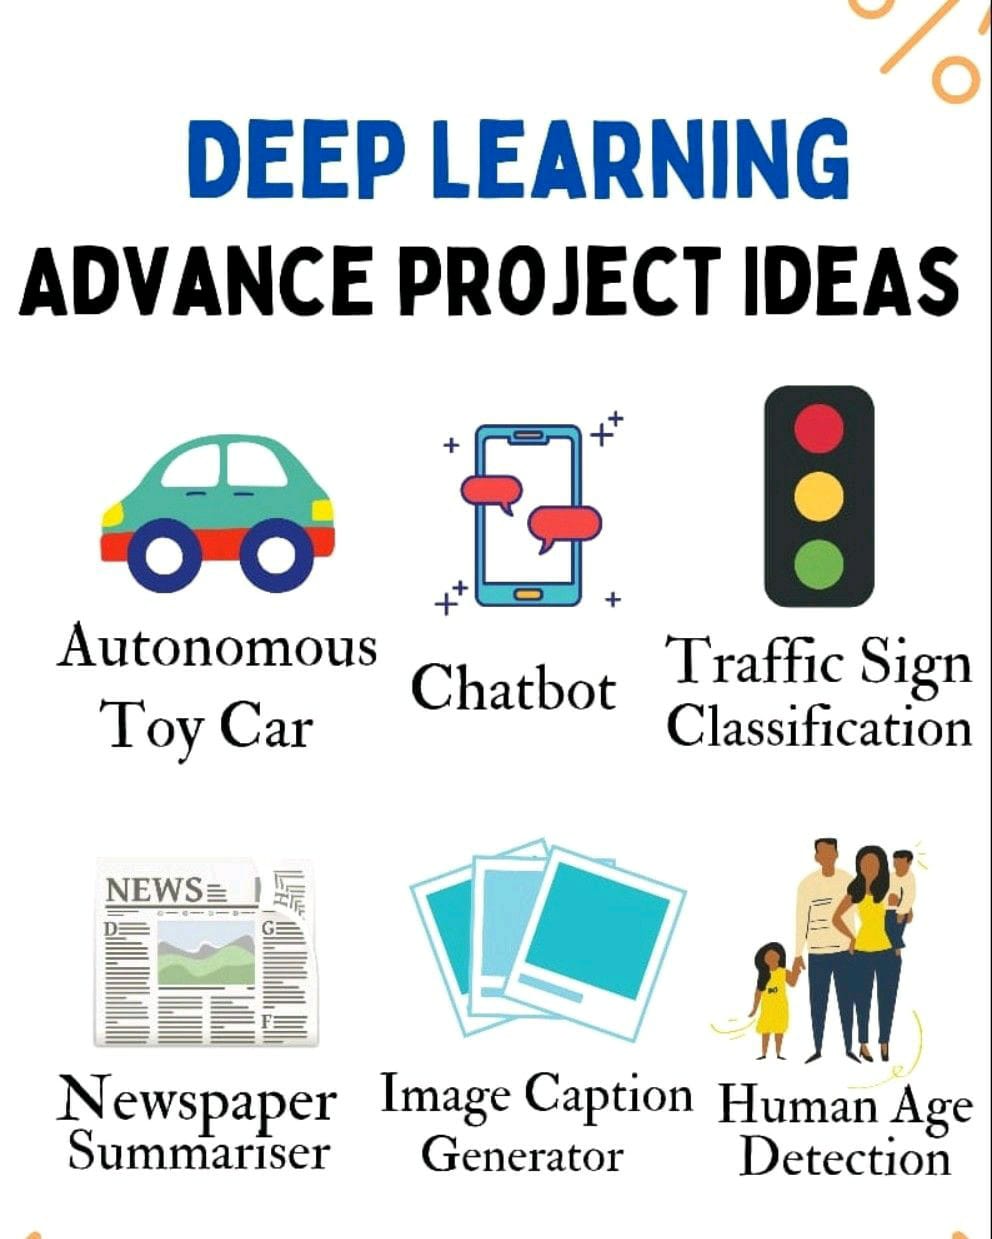 DEEP LEARNING
ADVANCE PROJECT IDEAS
Autonomous
Toy Car
Chatbot
Traffic Sign
Classification
NEWS
D
G
F
Newspaper
Summariser
Image Caption
Generator
Human Age
Detection